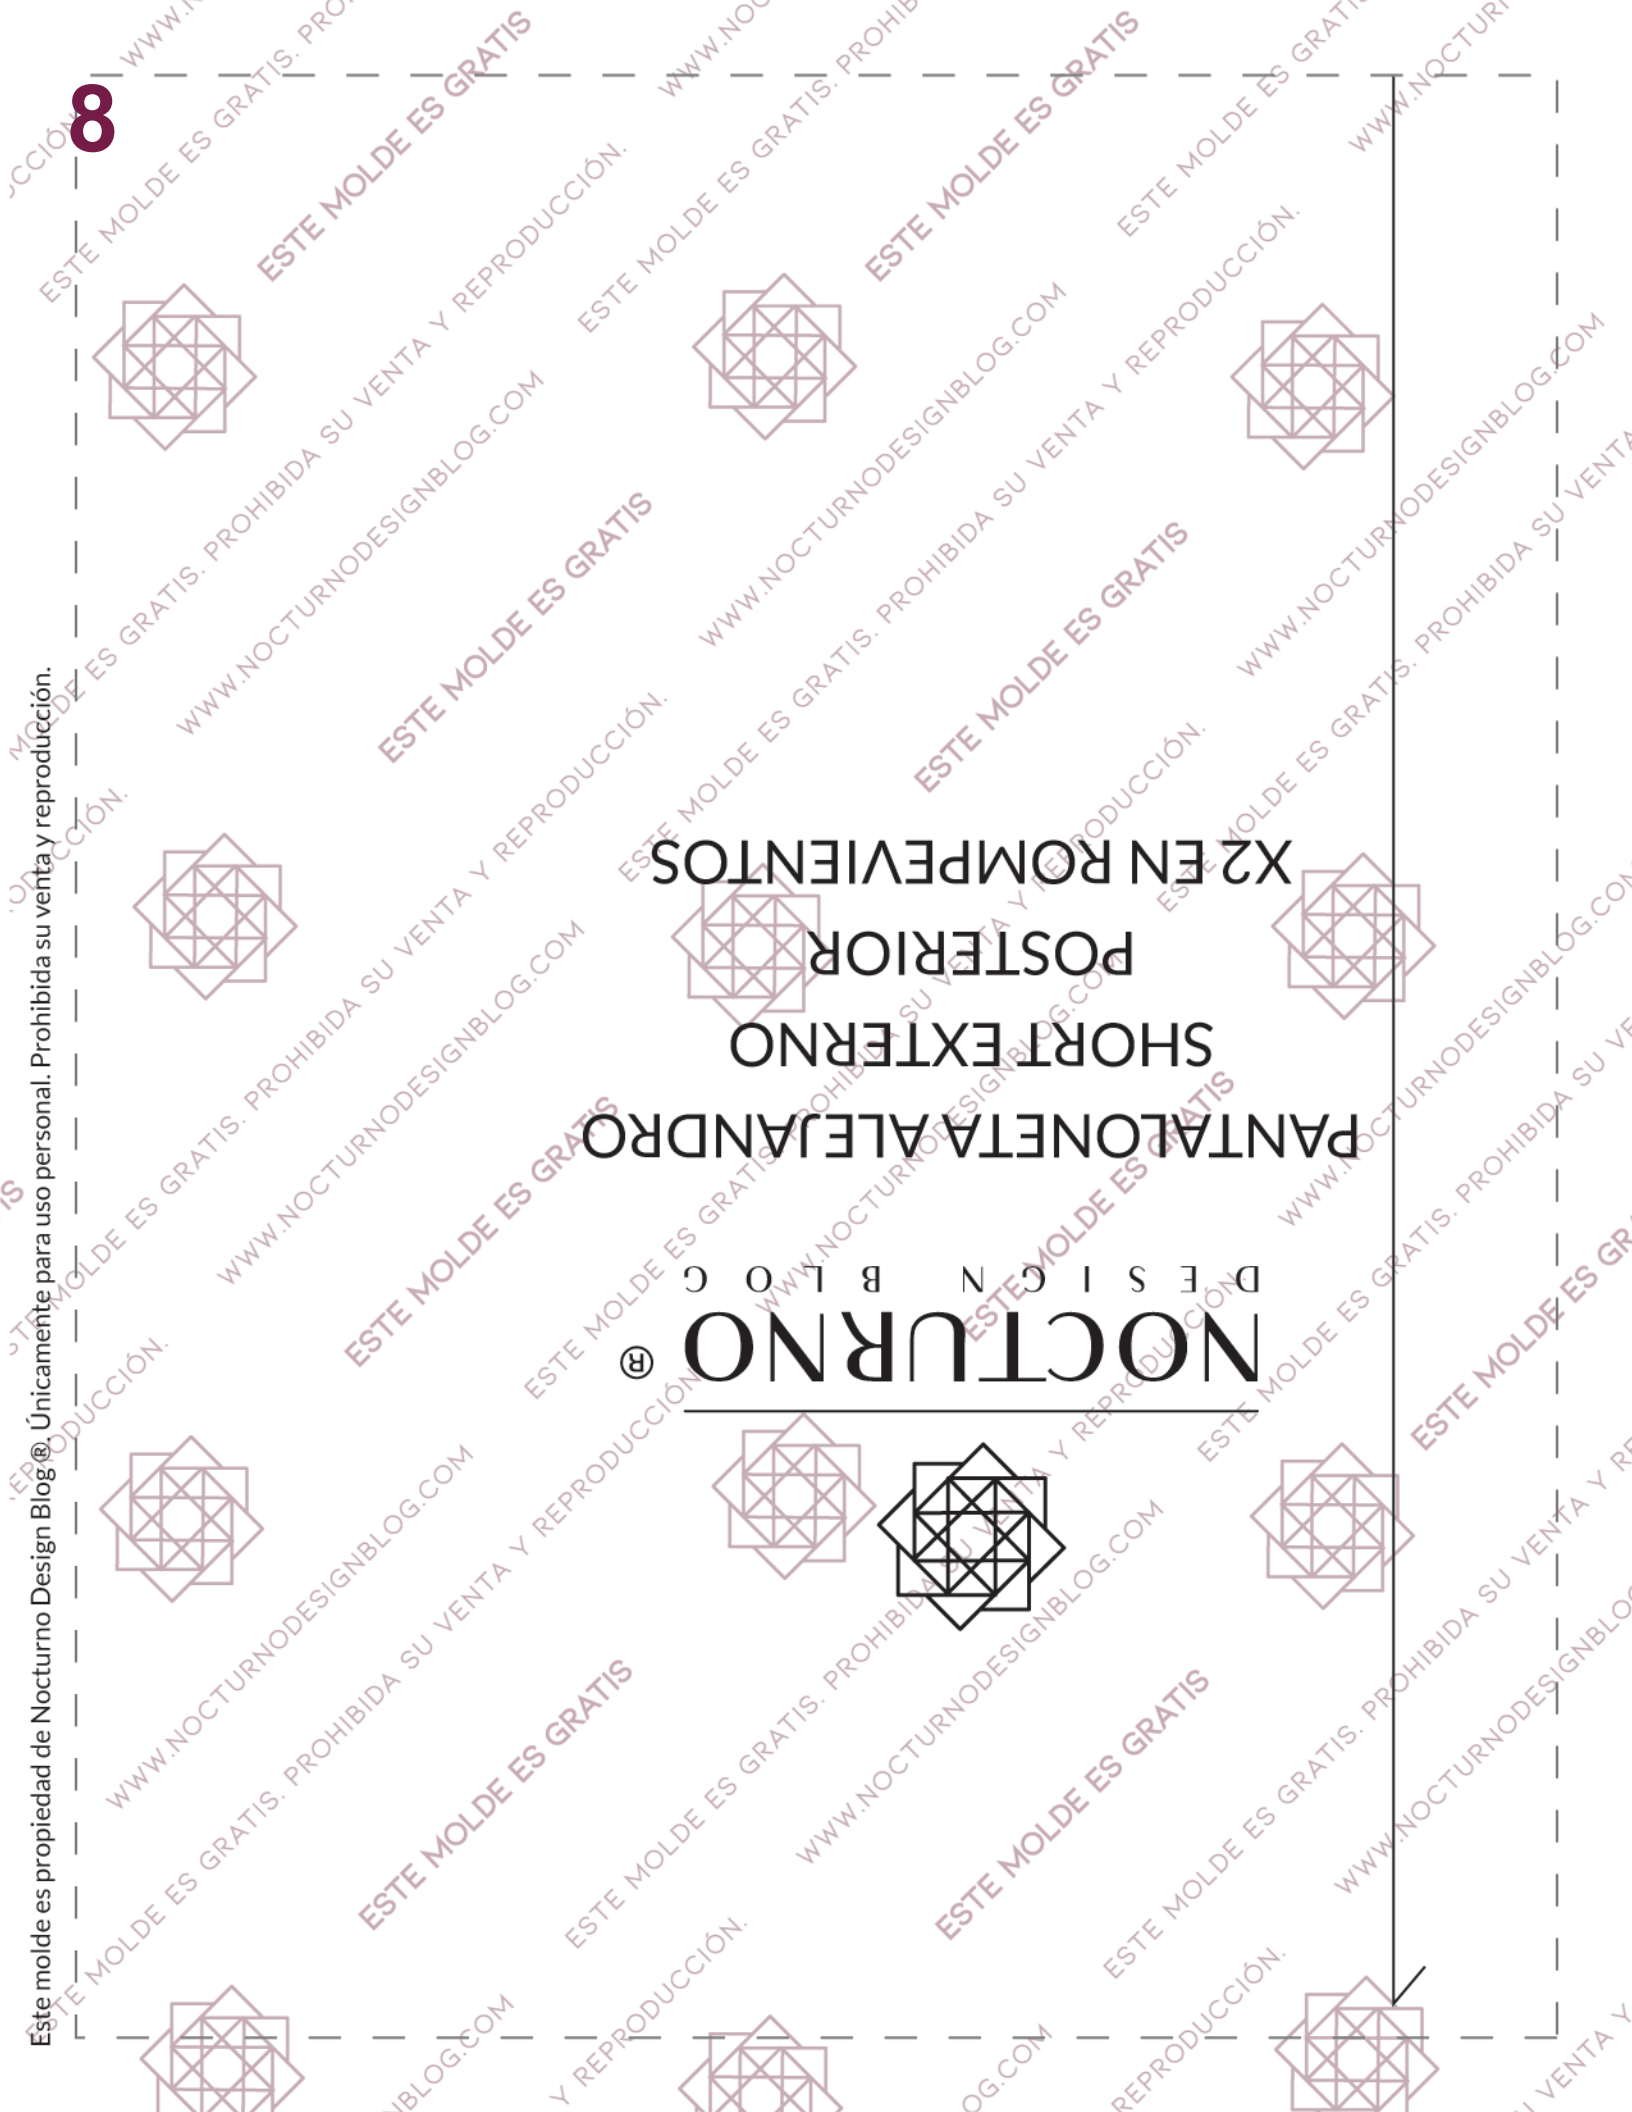 8
Este molde es propiedad de Nocturno Design Blog ®. Únicamente para uso personal. Prohibida su venta y reproducción.
NOCTURNO ®
DESIGN BLOG
PANTALONETA ALEJANDRO
SHORT EXTERNO
POSTERIOR
X2 EN ROMPEVIENTOS
ESTE MOLDE ES GRATIS
ESTE MOLDE ES GRATIS. PROHIBIDA SU VENTA Y REPRODUCCIÓN.
WWW.NOCTURNODESIGNBLOG.COM